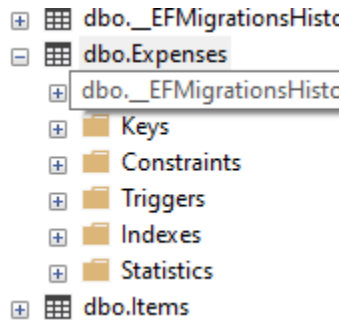 dbo.__EFMigrationsHisto
dbo.Expenses
dbo.__EFMigrationsHisto
Keys
Constraints
Triggers
Indexes
Statistics
dbo.Items